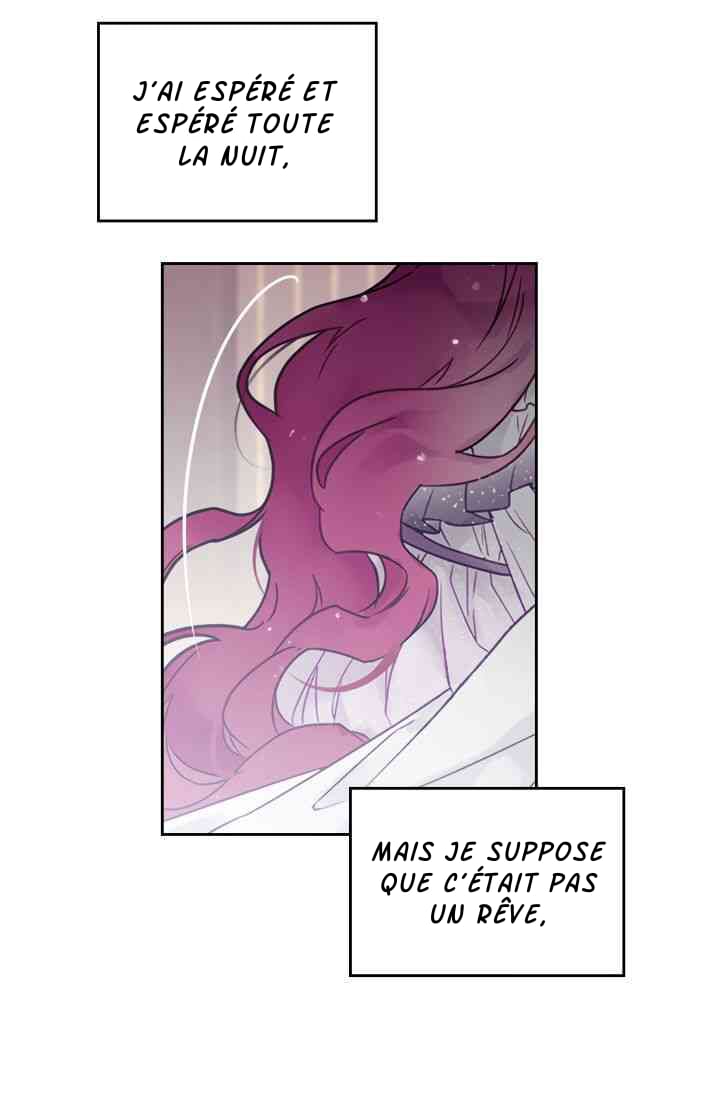 J'AI ESPÉRÉ ET
ESPÉRÉ TOUTE
LA NUIT,
MAIS JE SUPPOSE
QUE C'ÉTAIT PAS
UN RÊVE,